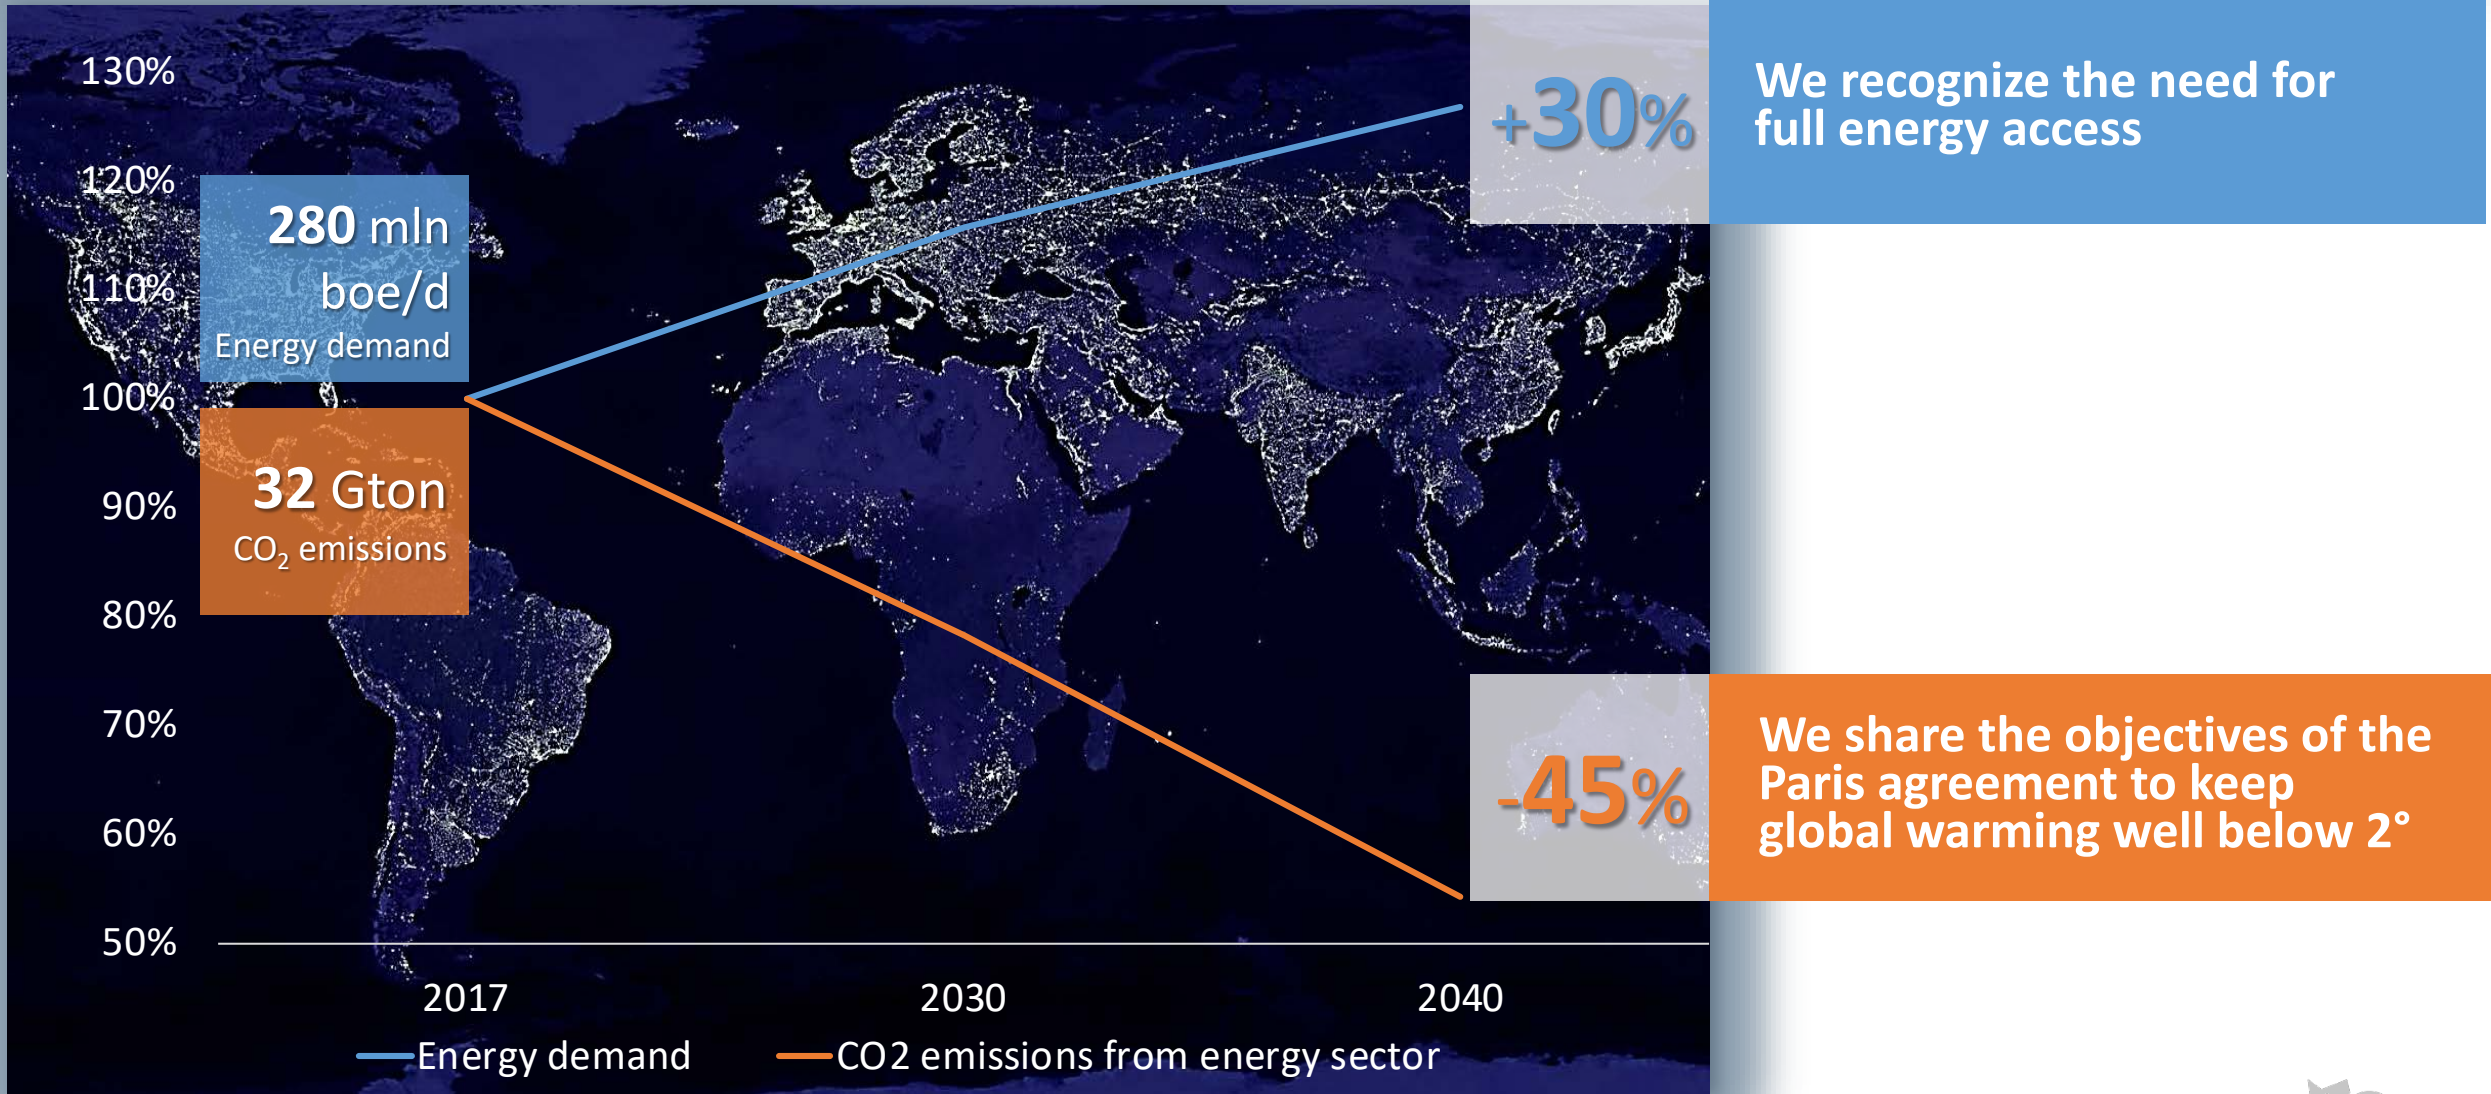 130%
120%
110%
100%
90%
80%
70%
60%
50%
280 mln
boe/d
Energy demand
32 Gton
CO2 emissions
+30%
We recognize the need for
full energy access
-45%
We share the objectives of the
Paris agreement to keep
global warming well below 2°
2017 2030 2040
Energy demand CO2 emissions from energy sector